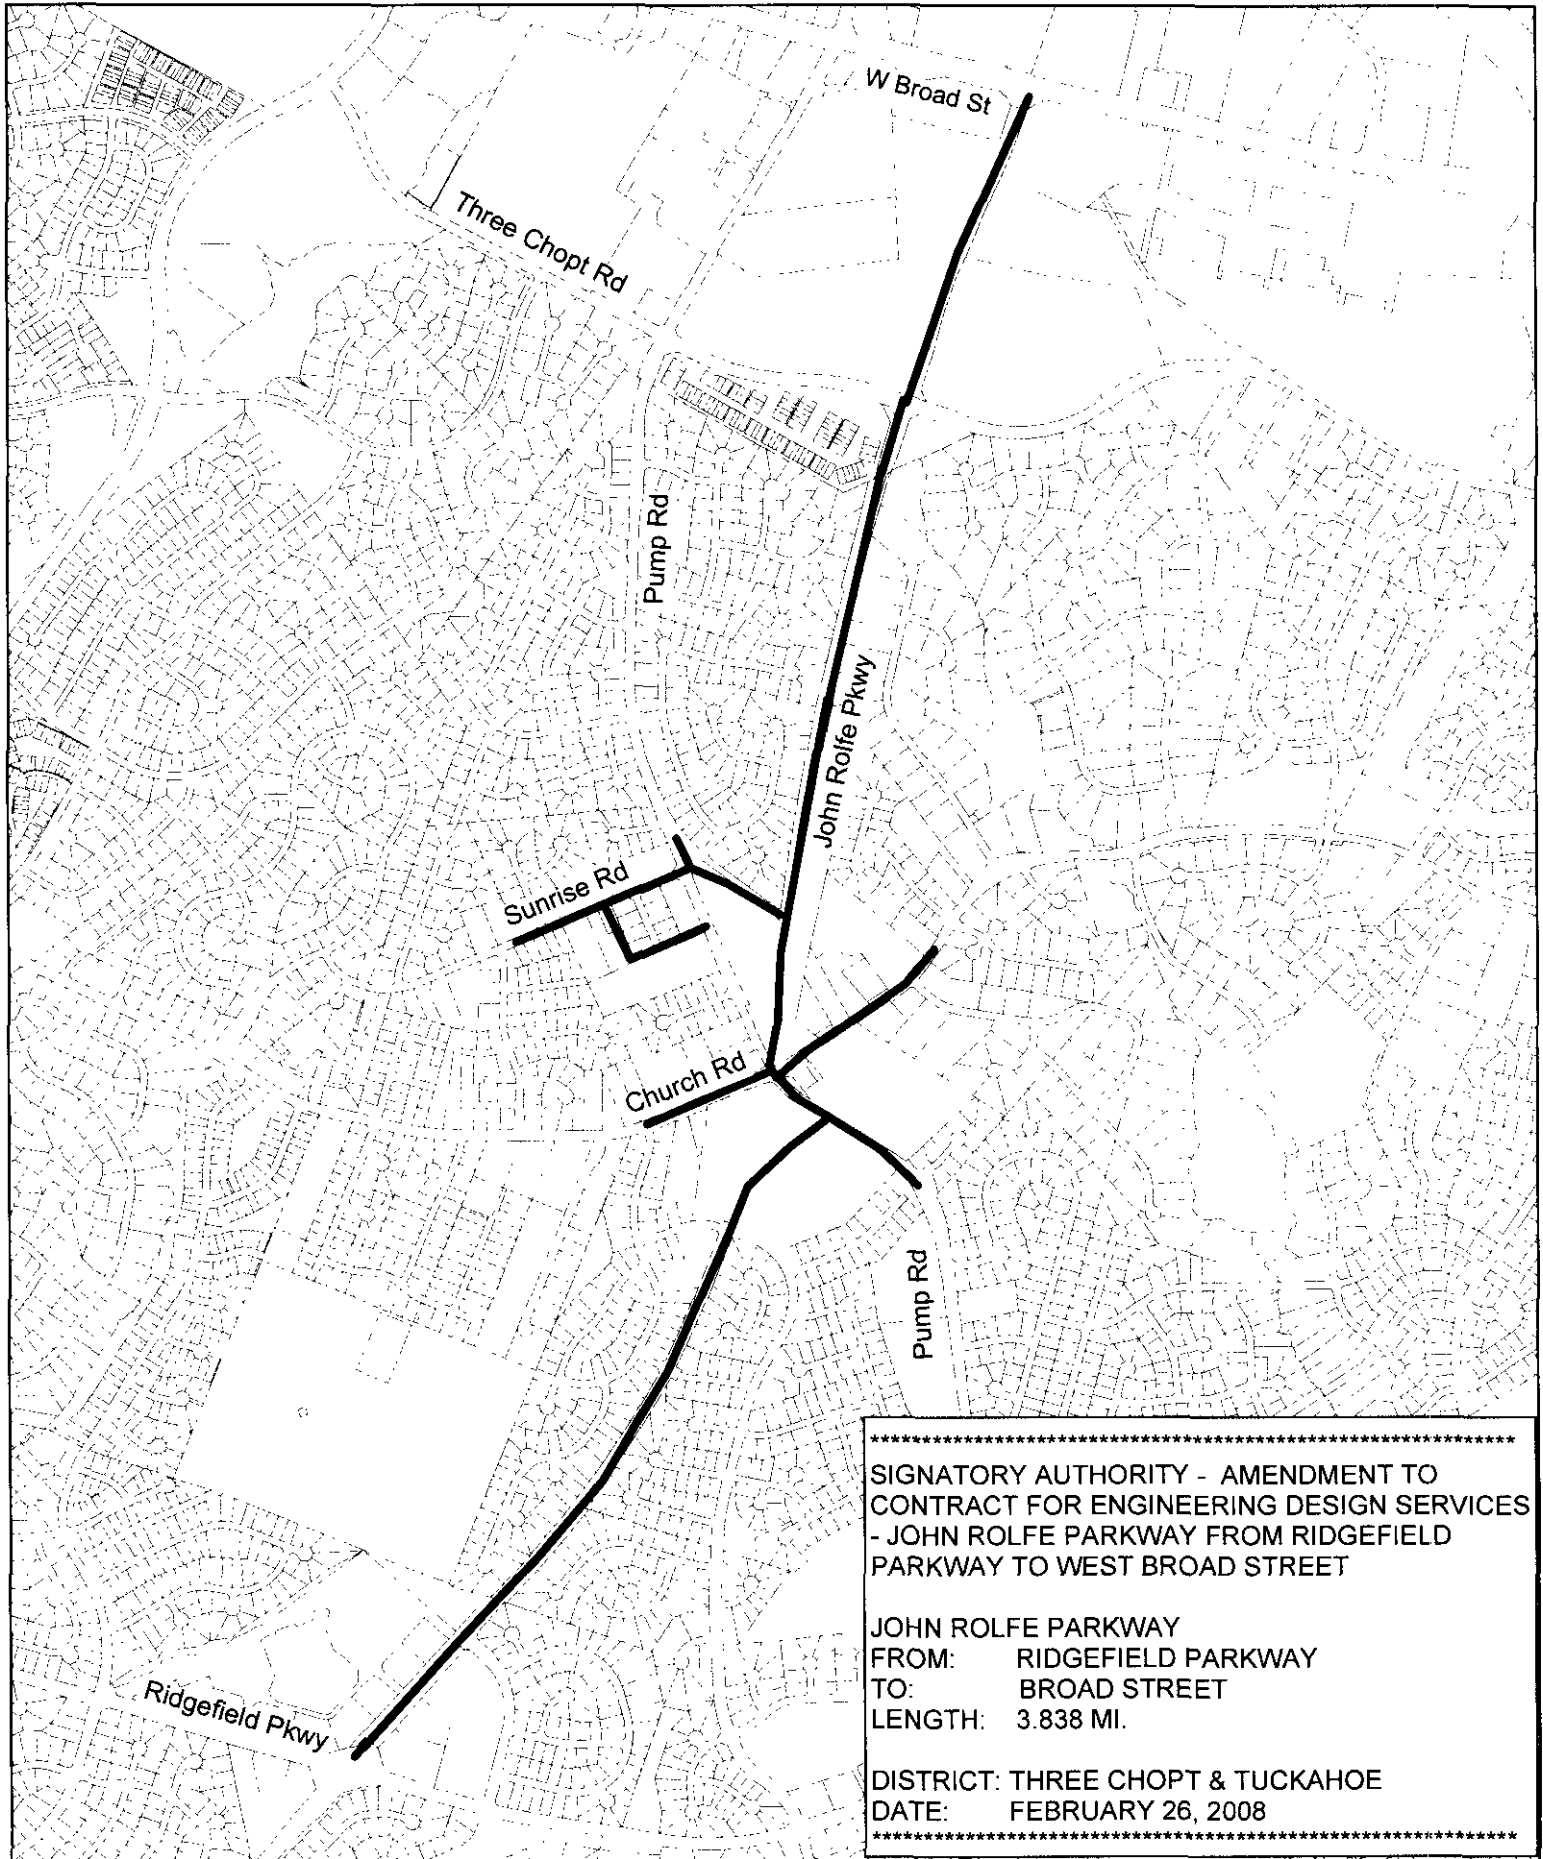 W Broad St
Three Chopt Rd
Pump Rd
John Rolfe Pkwy
Sunrise Rd
Church Rd
Pump Rd
Ridgefield Pkwy
******************************************************************
SIGNATORY AUTHORITY - AMENDMENT TO
CONTRACT FOR ENGINEERING DESIGN SERVICES
- JOHN ROLFE PARKWAY FROM RIDGEFIELD
PARKWAY TO WEST BROAD STREET
JOHN ROLFE PARKWAY
FROM: RIDGEFIELD PARKWAY
TO: BROAD STREET
LENGTH: 3.838 MI.
DISTRICT: THREE CHOPT & TUCKAHOE
DATE: FEBRUARY 26, 2008
******************************************************************